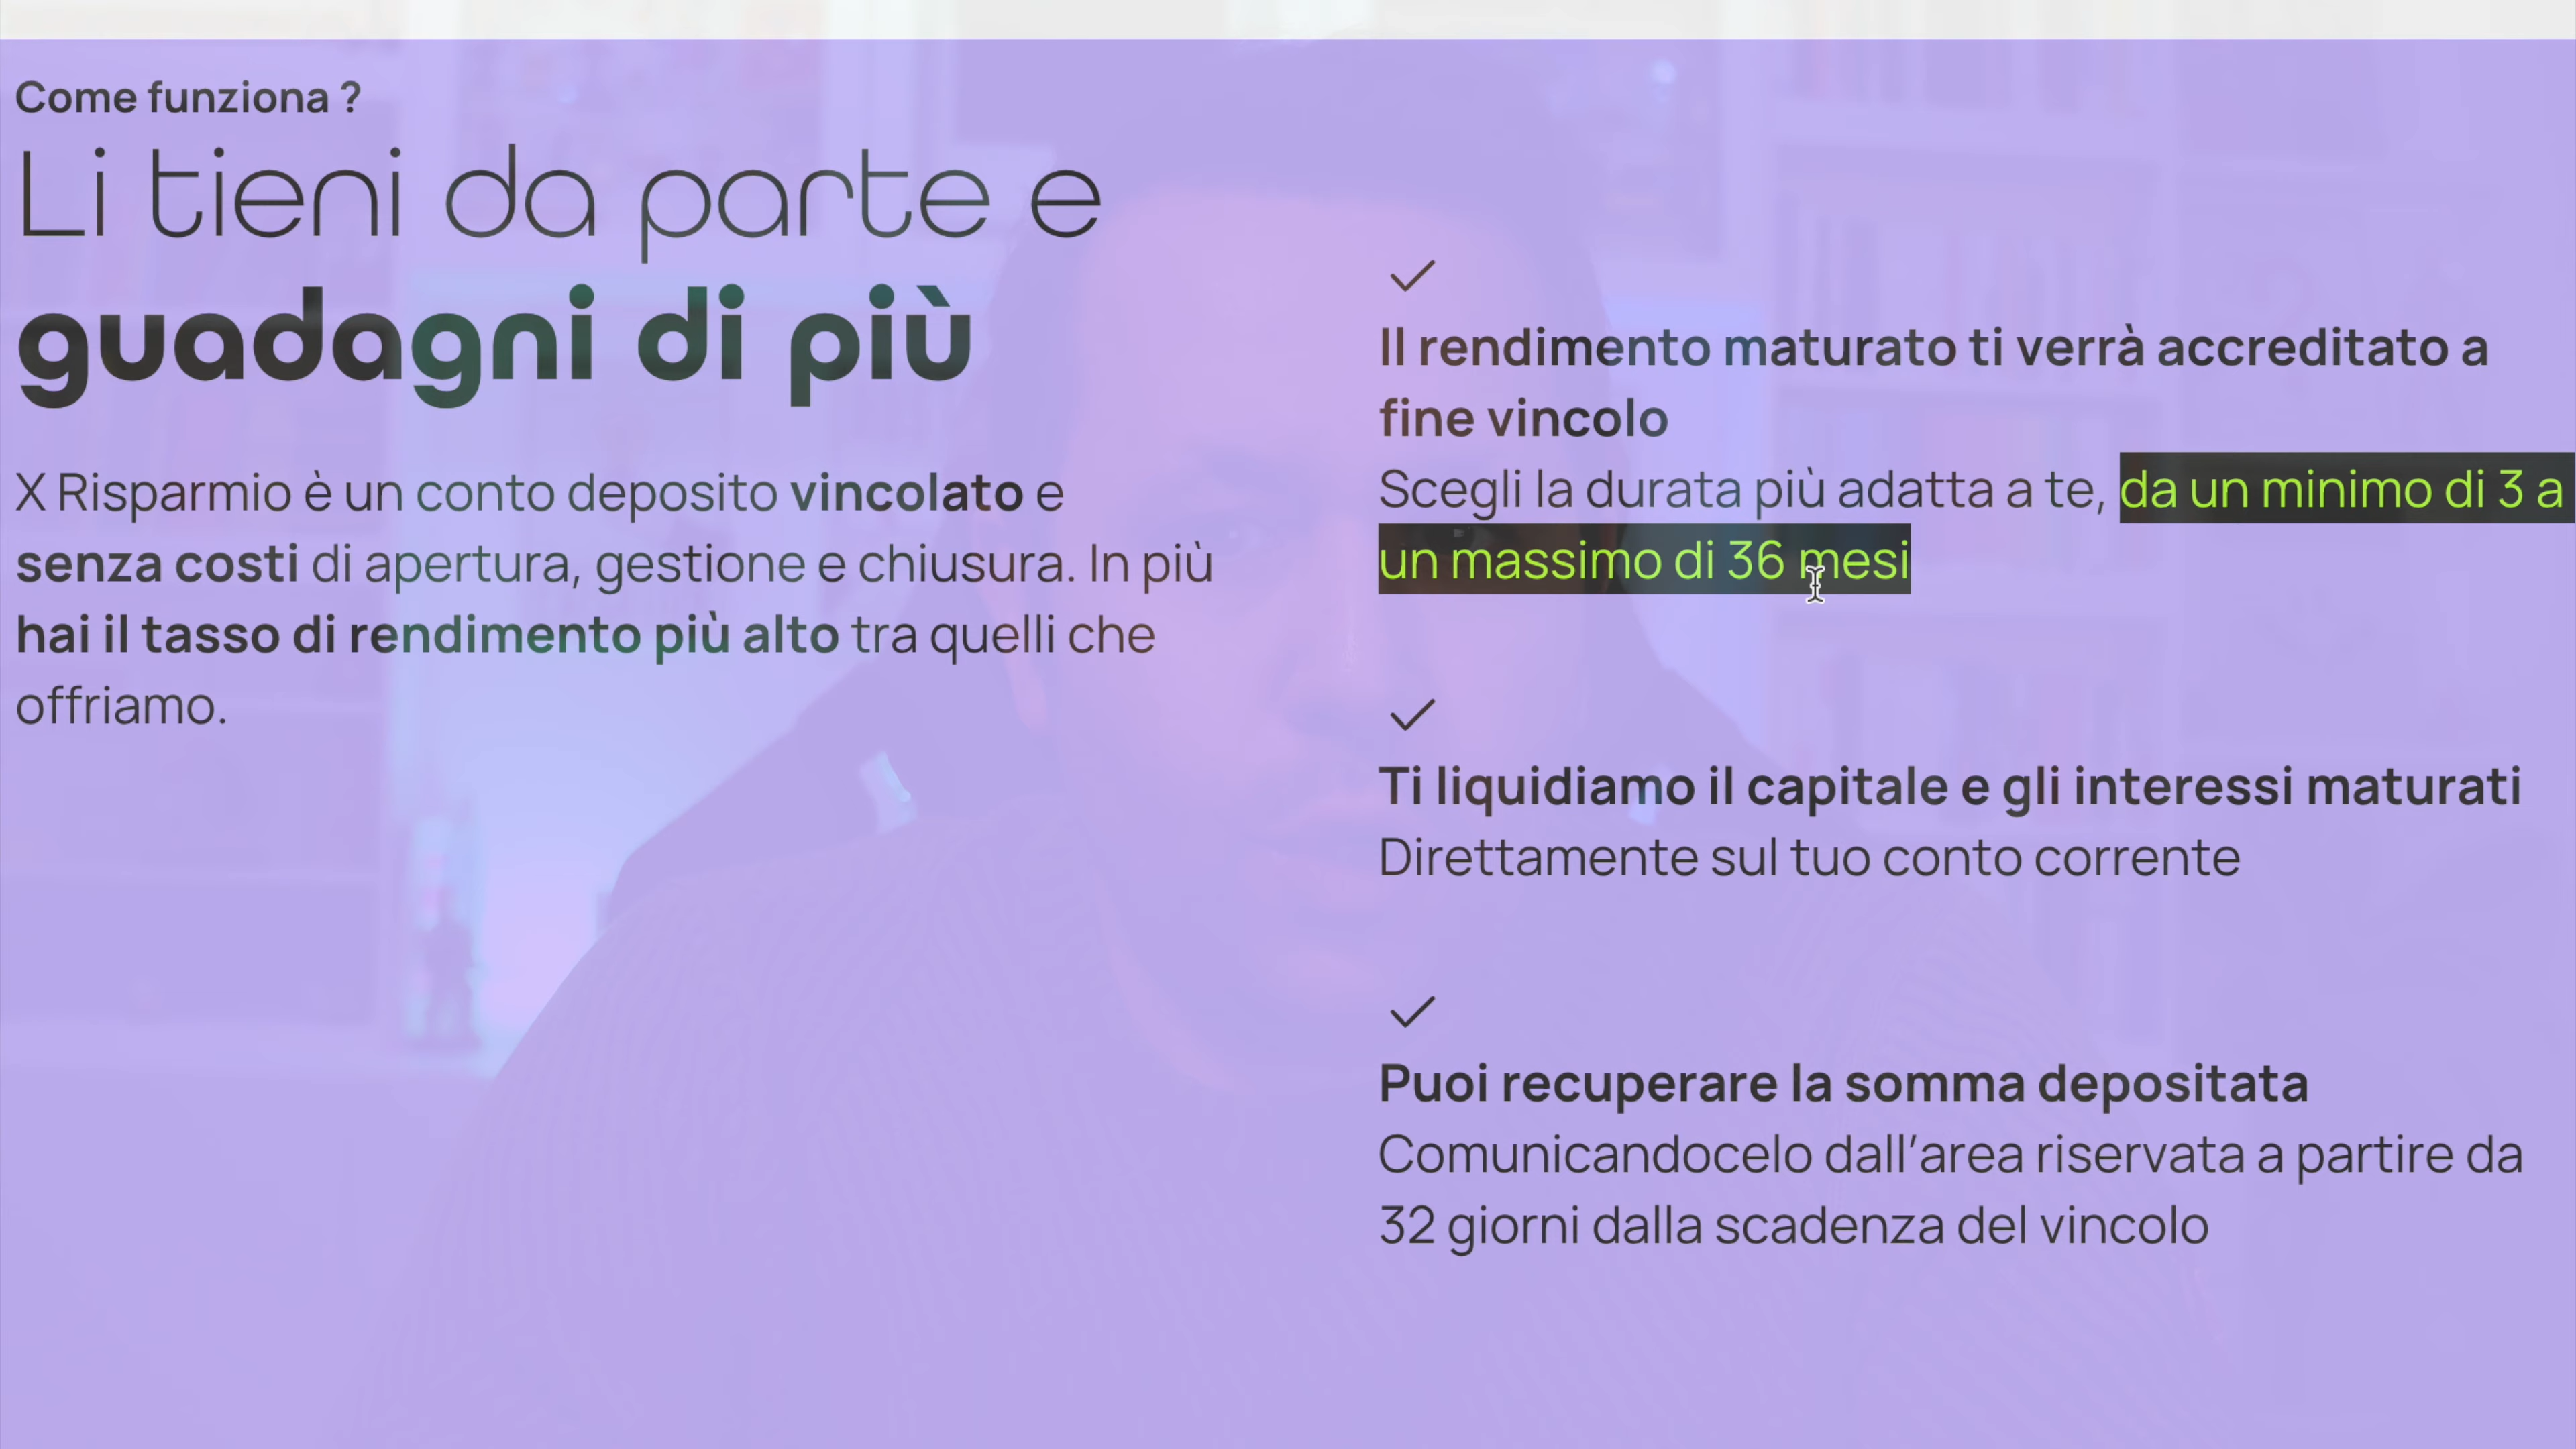 Come funziona ?
Li tieni da parte e
guadagni di più
X Risparmio è un conto deposito vincolato e
senza costi di apertura, gestione e chiusura. In più
hai il tasso di rendimento più alto tra quelli che
offriamo.
Il rendimento maturato ti verrà accreditato a
fine vincolo
Scegli la durata più adatta a te, da un minimo di 3 a
un massimo di 36 mesi
Ti liquidiamo il capitale e gli interessi maturati
Direttamente sul tuo conto corrente
Puoi recuperare la somma depositata
Comunicandocelo dall’area riservata a partire da
32 giorni dalla scadenza del vincolo